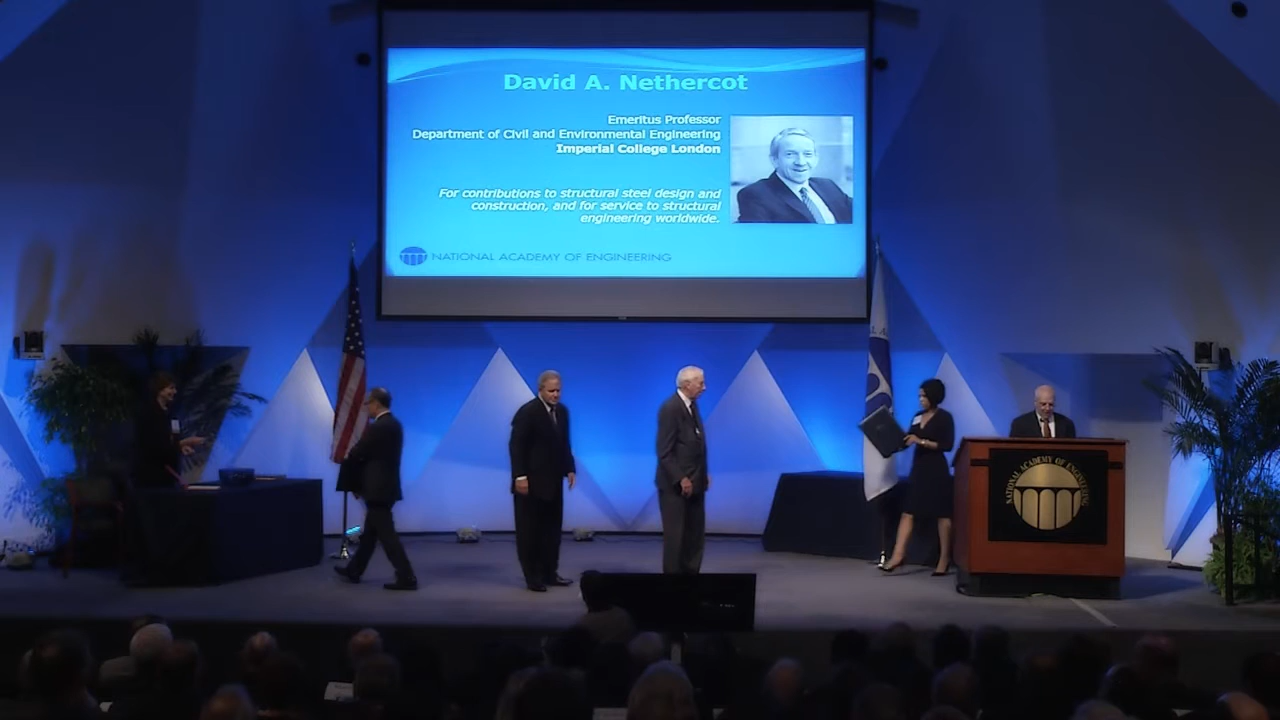 David A. Nethercot
Emeritus Professor
Department of Civil and Environmental Engineering
Imperial College London
For contributions to structural steel design and
construction, and for service to structural
engineering worldwide.
NATIONAL ACADEMY OF ENGINEERING
NATIONAL ACADEMY OF ENGINEERING